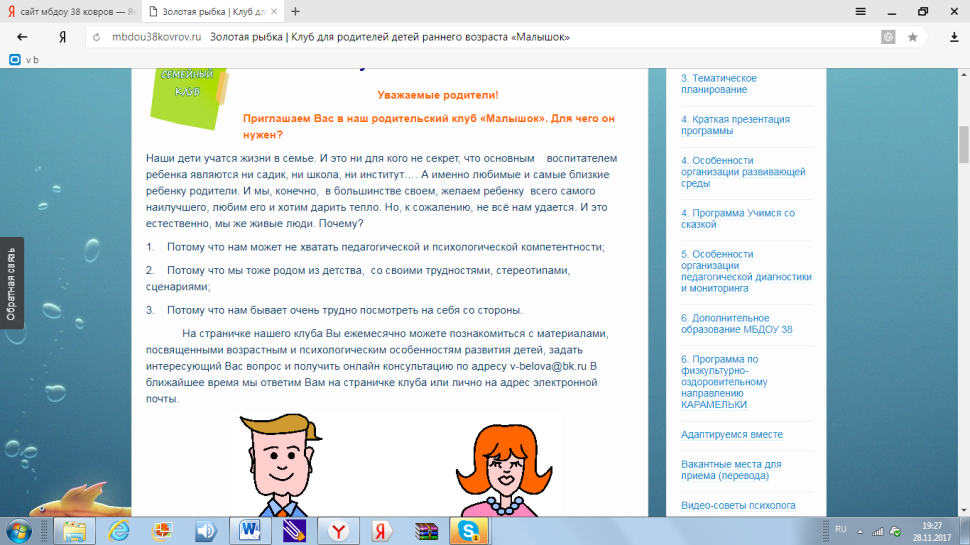 сайт мбдоу 38 ковров — Ян
Золотая рыбка | Клуб дл
mbdou38kovrov.ru Золотая рыбка | Клуб для родителей детей раннего возраста «Малышок»
v b
СЕМЕЙНЫЙ
КЛУБ
Уважаемые родители!
Приглашаем Вас в наш родительский клуб «Малышок». Для чего он
нужен?
Наши дети учатся жизни в семье. И это ни для кого не секрет, что основным воспитателем
ребенка являются ни садик, ни школа, ни институт…. А именно любимые и самые близкие
ребенку родители. И мы, конечно, в большинстве своем, желаем ребенку всего самого
наилучшего, любим его и хотим дарить тепло. Но, к сожалению, не всё нам удается. И это
естественно, мы же живые люди. Почему?
1. Потому что нам может не хватать педагогической и психологической компетентности;
2. Потому что мы тоже родом из детства, со своими трудностями, стереотипами,
сценариями;
3. Потому что нам бывает очень трудно посмотреть на себя со стороны.
На страничке нашего клуба Вы ежемесячно можете познакомиться с материалами,
посвященными возрастным и психологическим особенностям развития детей, задать
интересующий Вас вопрос и получить онлайн консультацию по адресу v-belova@bk.ru В
ближайшее время мы ответим Вам на страничке клуба или лично на адрес электронной
почты.
3. Тематическое
планирование
4. Краткая презентация
программы
4. Особенности
организации развивающей
среды
4. Программа Учимся со
сказкой
5. Особенности
организации
педагогической диагностики
и мониторинга
6. Дополнительное
образование МБДОУ 38
6. Программа по
физкультурно-
оздоровительному
направлению
КАРАМЕЛЬКИ
Адаптируемся вместе
Вакантные места для
приема (перевода)
Видео-советы психолога
Обратная связь
RU
19:27
28.11.2017